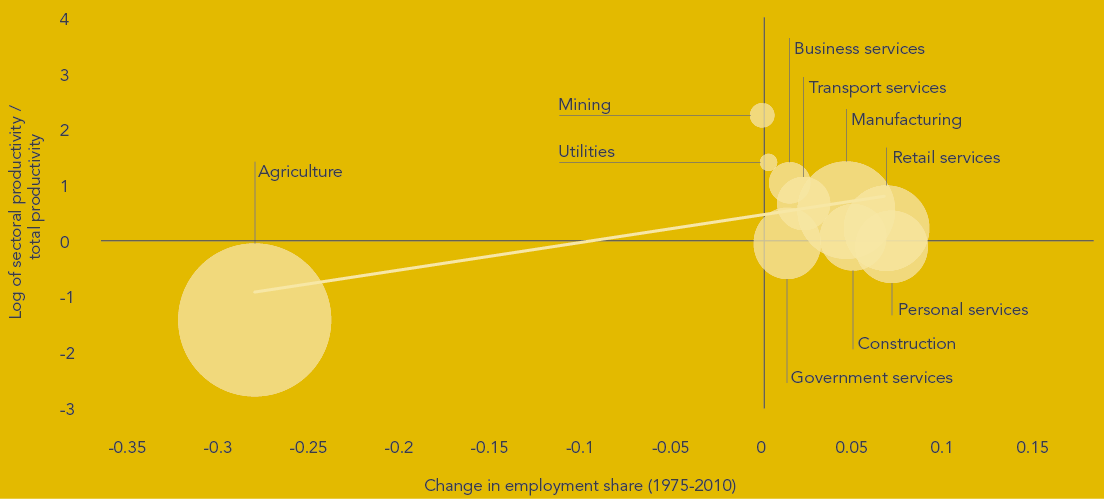 4
3
2
1
0
-1
-2
-3
Log of sectoral productivity /
total productivity
Business services
Transport services
Mining
Manufacturing
Utilities
Retail services
Agriculture
Personal services
Construction
Government services
-0.35 -0.3 -0.25 -0.2 -0.15 -0.1 -0.05 0 0.05 0.1 0.15
Change in employment share (1975-2010)